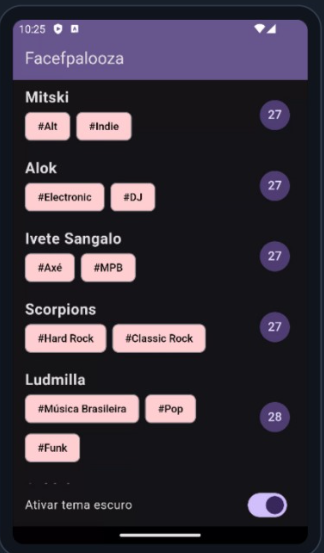 10:25
Facefpalooza
Mitski
#Alt #Indie
27
Alok
#Electronic #DJ
27
Ivete Sangalo
#Axé #MPB
27
Scorpions
#Hard Rock #Classic Rock
27
Ludmilla
#Música Brasileira #Pop
28
#Funk
Ativar tema escuro